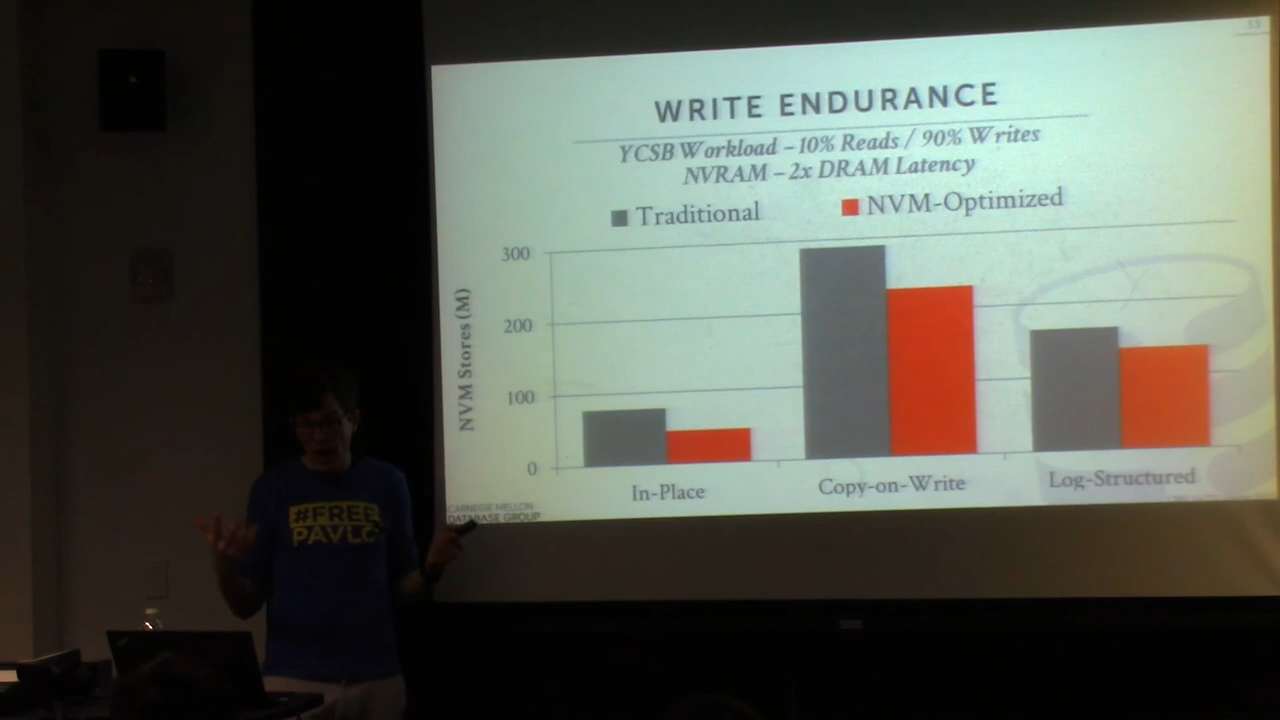 33
WRITE ENDURANCE
YCSB Workload – 10% Reads / 90% Writes
NVRAM – 2x DRAM Latency
Traditional
NVM-Optimized
NVM Stores (M)
300
200
100
0
In-Place
Copy-on-Write
Log-Structured
CARNEGIE MELLON
DATABASE GROUP
#FREE
PAVLO